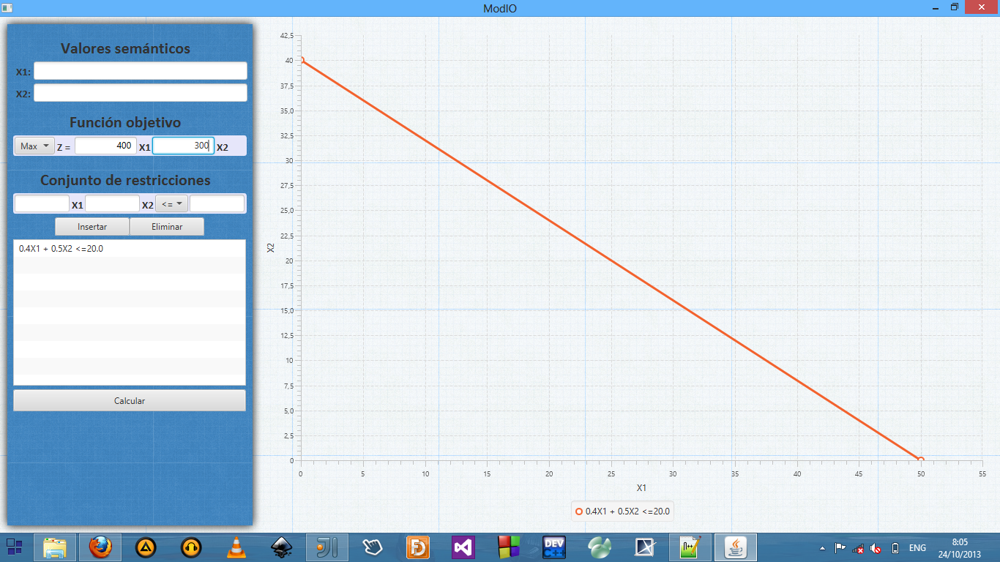 ModIO
Valores semánticos
X1:
X2:
Función objetivo
Max Z = 400 X1 300 X2
Conjunto de restricciones
X1 X2 <=
Insertar Eliminar
0.4X1 + 0.5X2 <=20.0
Calcular
42,5
40
37,5
35,0
32,5
30
27,5
25,0
22,5
20
17,5
15,0
12,5
10
7,5
5,0
2,5
0
X2
0 5 10 15 20 25 30 35 40 45 50 55
X1
0.4X1 + 0.5X2 <=20.0
DEV
C++
ENG
8:05
24/10/2013